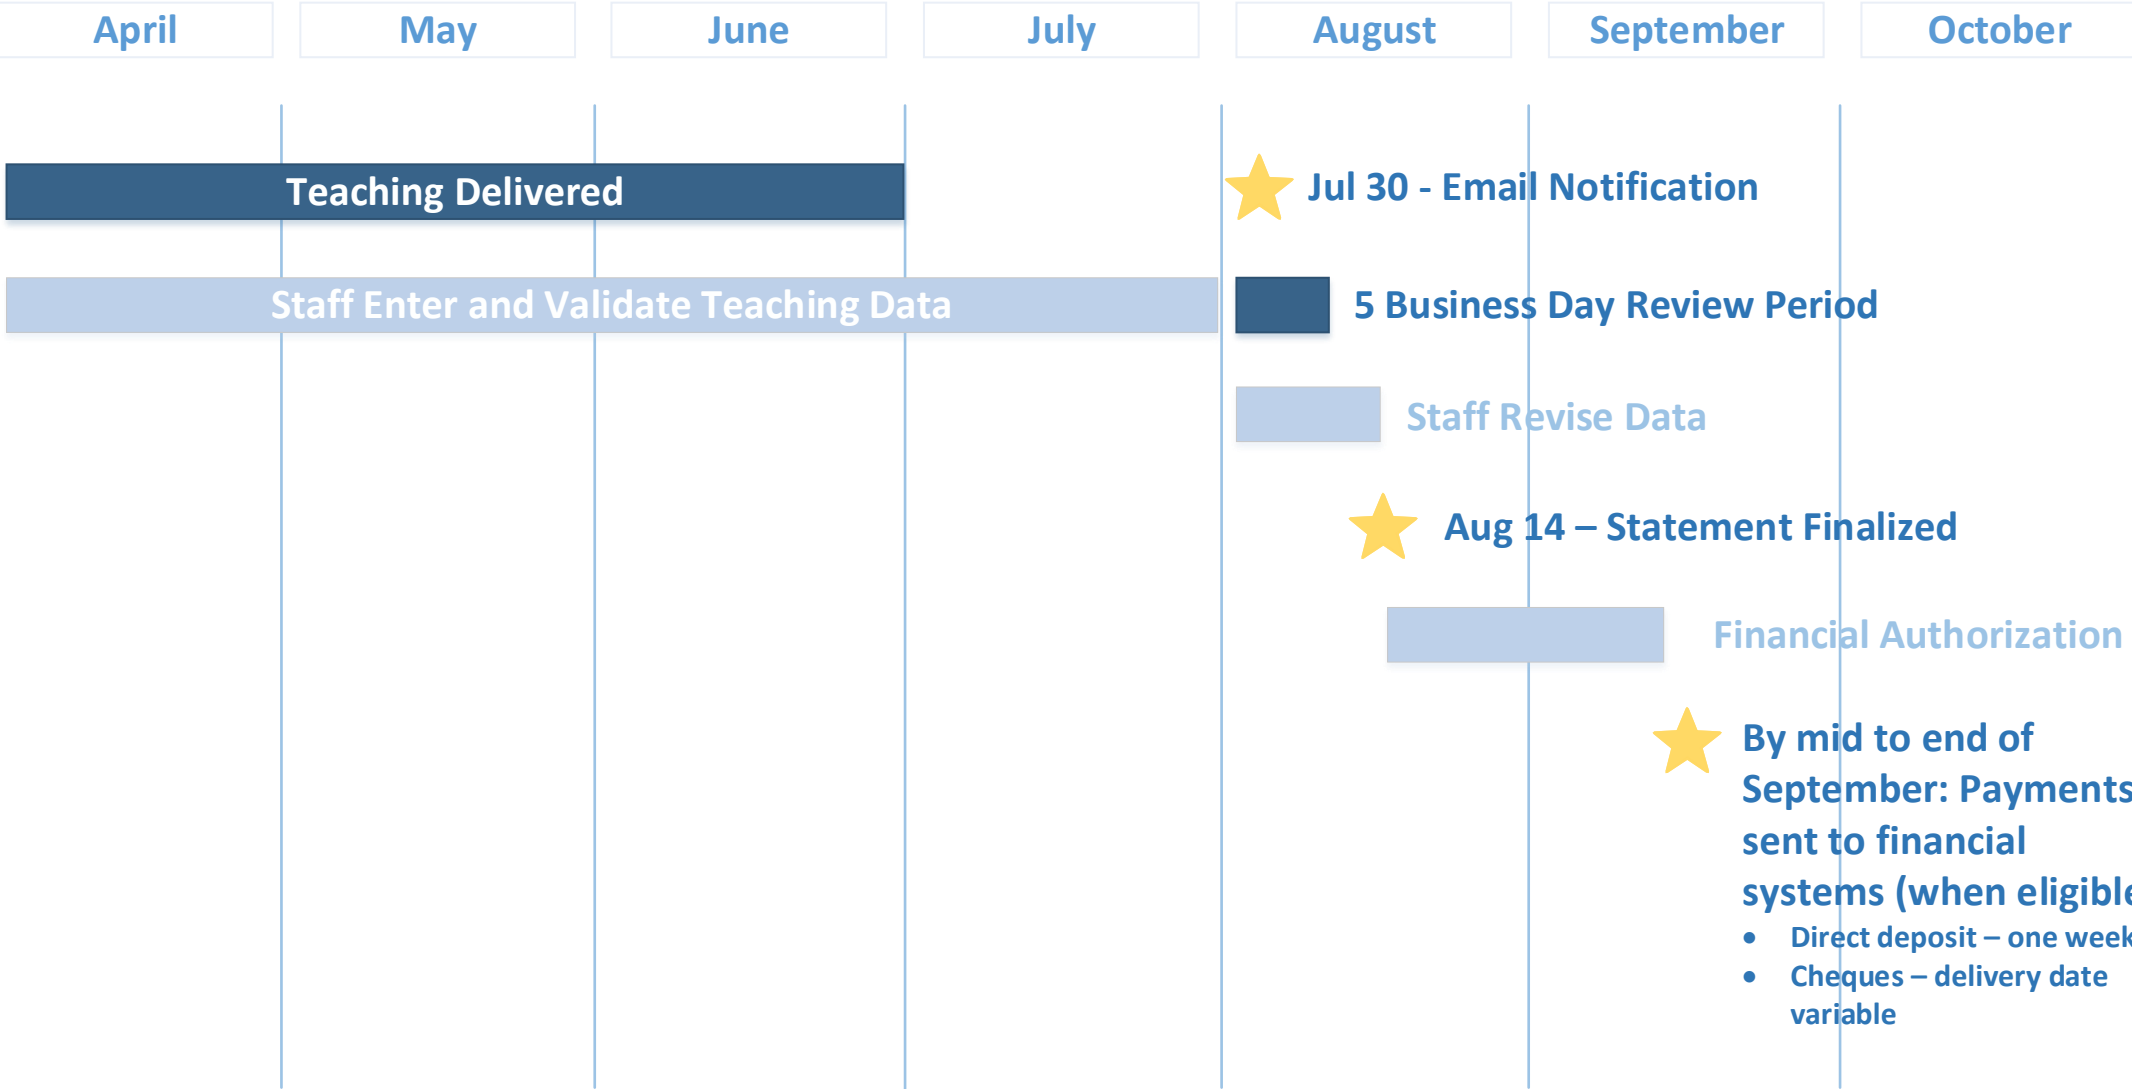 April
May
June
July
August
September
October
Teaching Delivered
Jul 30 - Email Notification
Staff Enter and Validate Teaching Data
5 Business Day Review Period
Staff Revise Data
Aug 14 – Statement Finalized
Financial Authorization
By mid to end of
September: Payments
sent to financial
systems (when eligible
• Direct deposit – one week
• Cheques – delivery date
variable